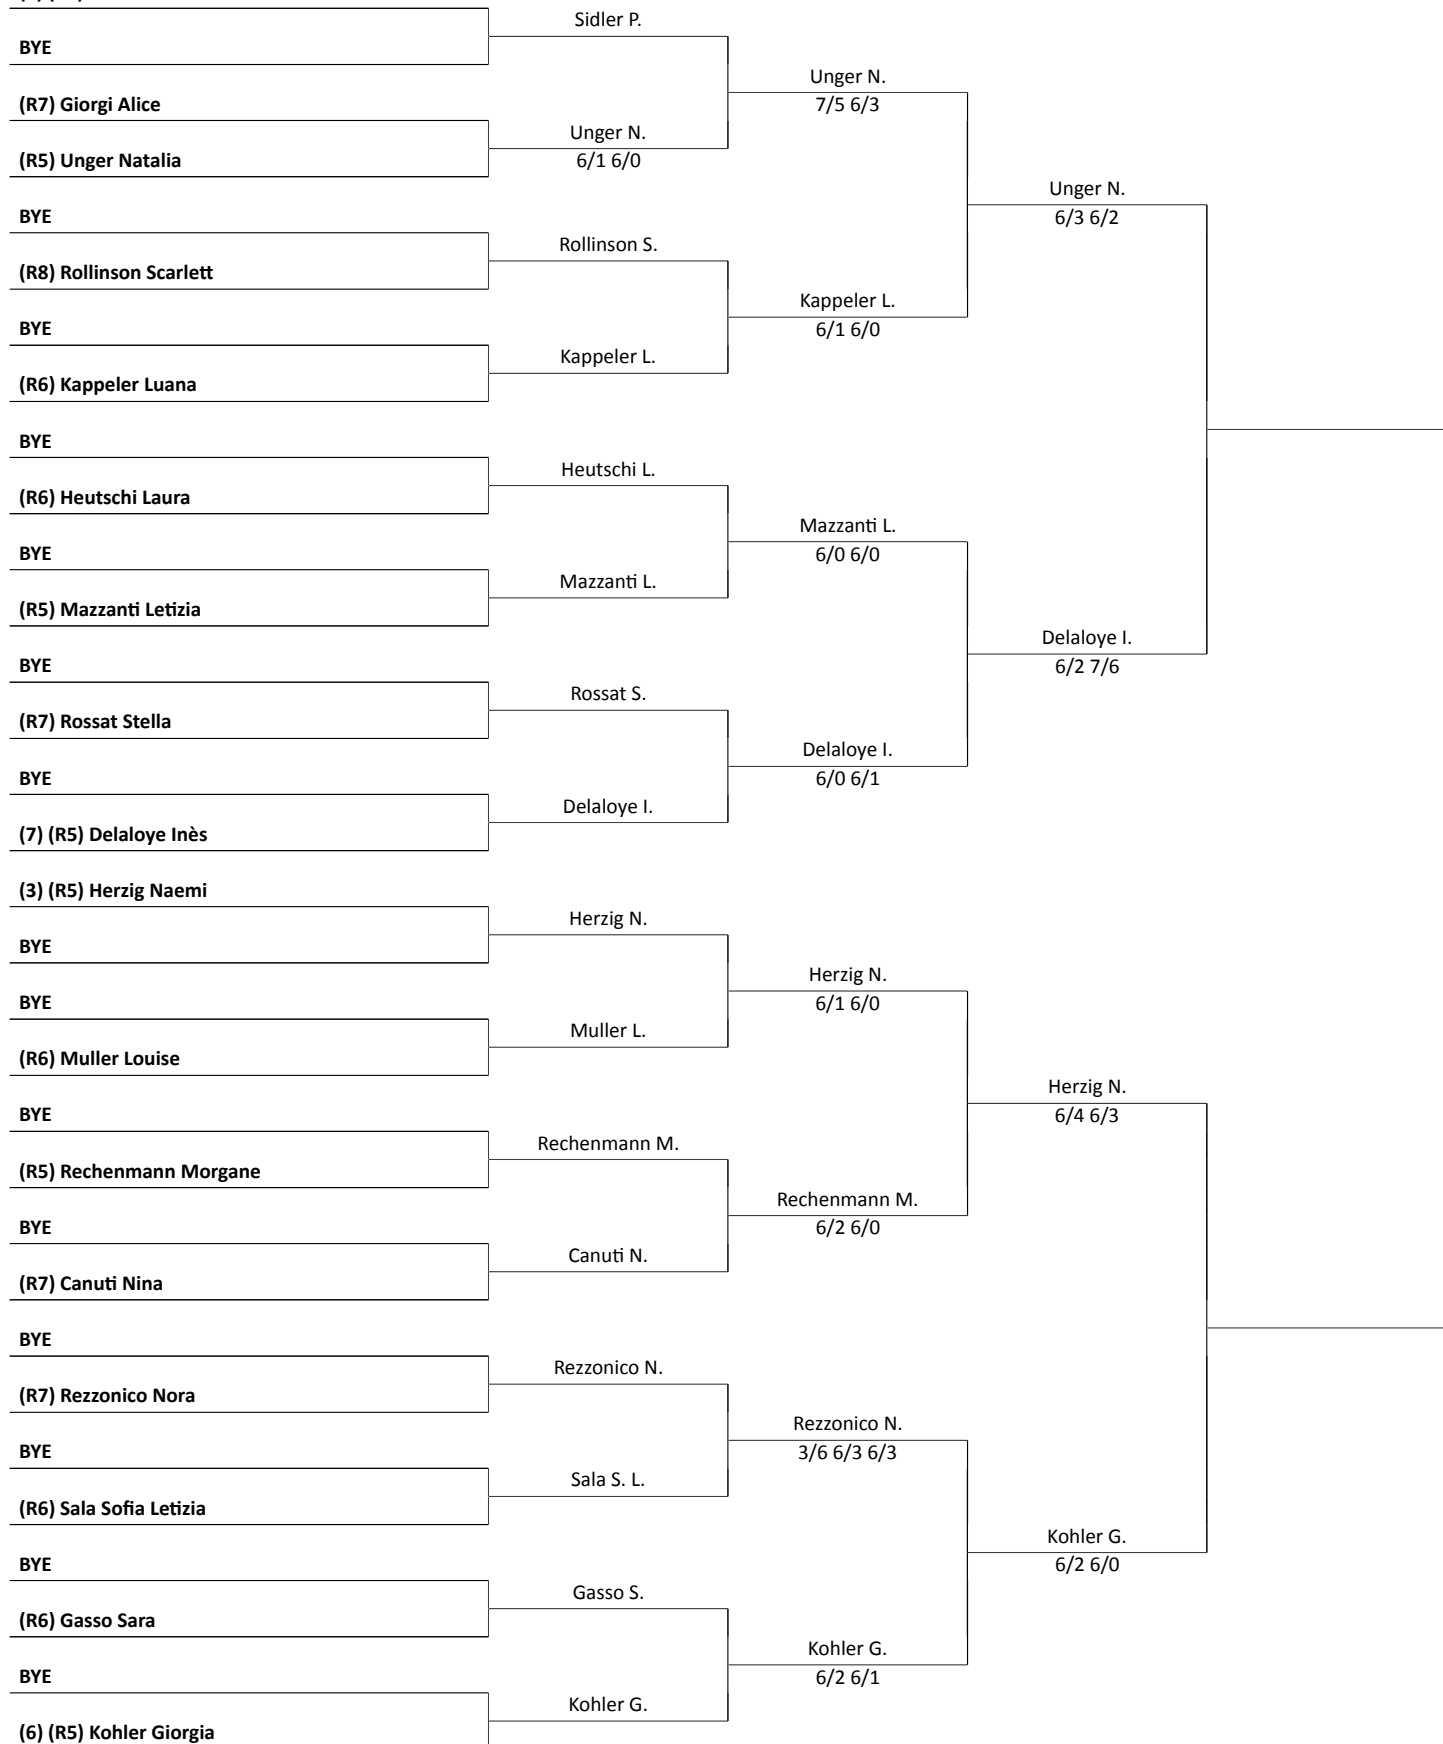 Sidler P.
BYE
Unger N.
(R7) Giorgi Alice
7/5 6/3
Unger N.
(R5) Unger Natalia
6/1 6/0
Unger N.
BYE
6/3 6/2
Rollinson S.
(R8) Rollinson Scarlett
Kappeler L.
BYE
6/1 6/0
Kappeler L.
(R6) Kappeler Luana
BYE
Heutschi L.
(R6) Heutschi Laura
Mazzanti L.
BYE
6/0 6/0
Mazzanti L.
(R5) Mazzanti Letizia
Delaloye I.
BYE
6/2 7/6
Rossat S.
(R7) Rossat Stella
Delaloye I.
BYE
6/0 6/1
Delaloye I.
(7) (R5) Delaloye Inès
(3) (R5) Herzig Naemi
Herzig N.
BYE
Herzig N.
BYE
6/1 6/0
Muller L.
(R6) Muller Louise
Herzig N.
BYE
6/4 6/3
Rechenmann M.
(R5) Rechenmann Morgane
Rechenmann M.
BYE
6/2 6/0
Canuti N.
(R7) Canuti Nina
BYE
Rezzonico N.
(R7) Rezzonico Nora
Rezzonico N.
BYE
3/6 6/3 6/3
Sala S. L.
(R6) Sala Sofia Letizia
Kohler G.
BYE
6/2 6/0
Gasso S.
(R6) Gasso Sara
Kohler G.
BYE
6/2 6/1
Kohler G.
(6) (R5) Kohler Giorgia